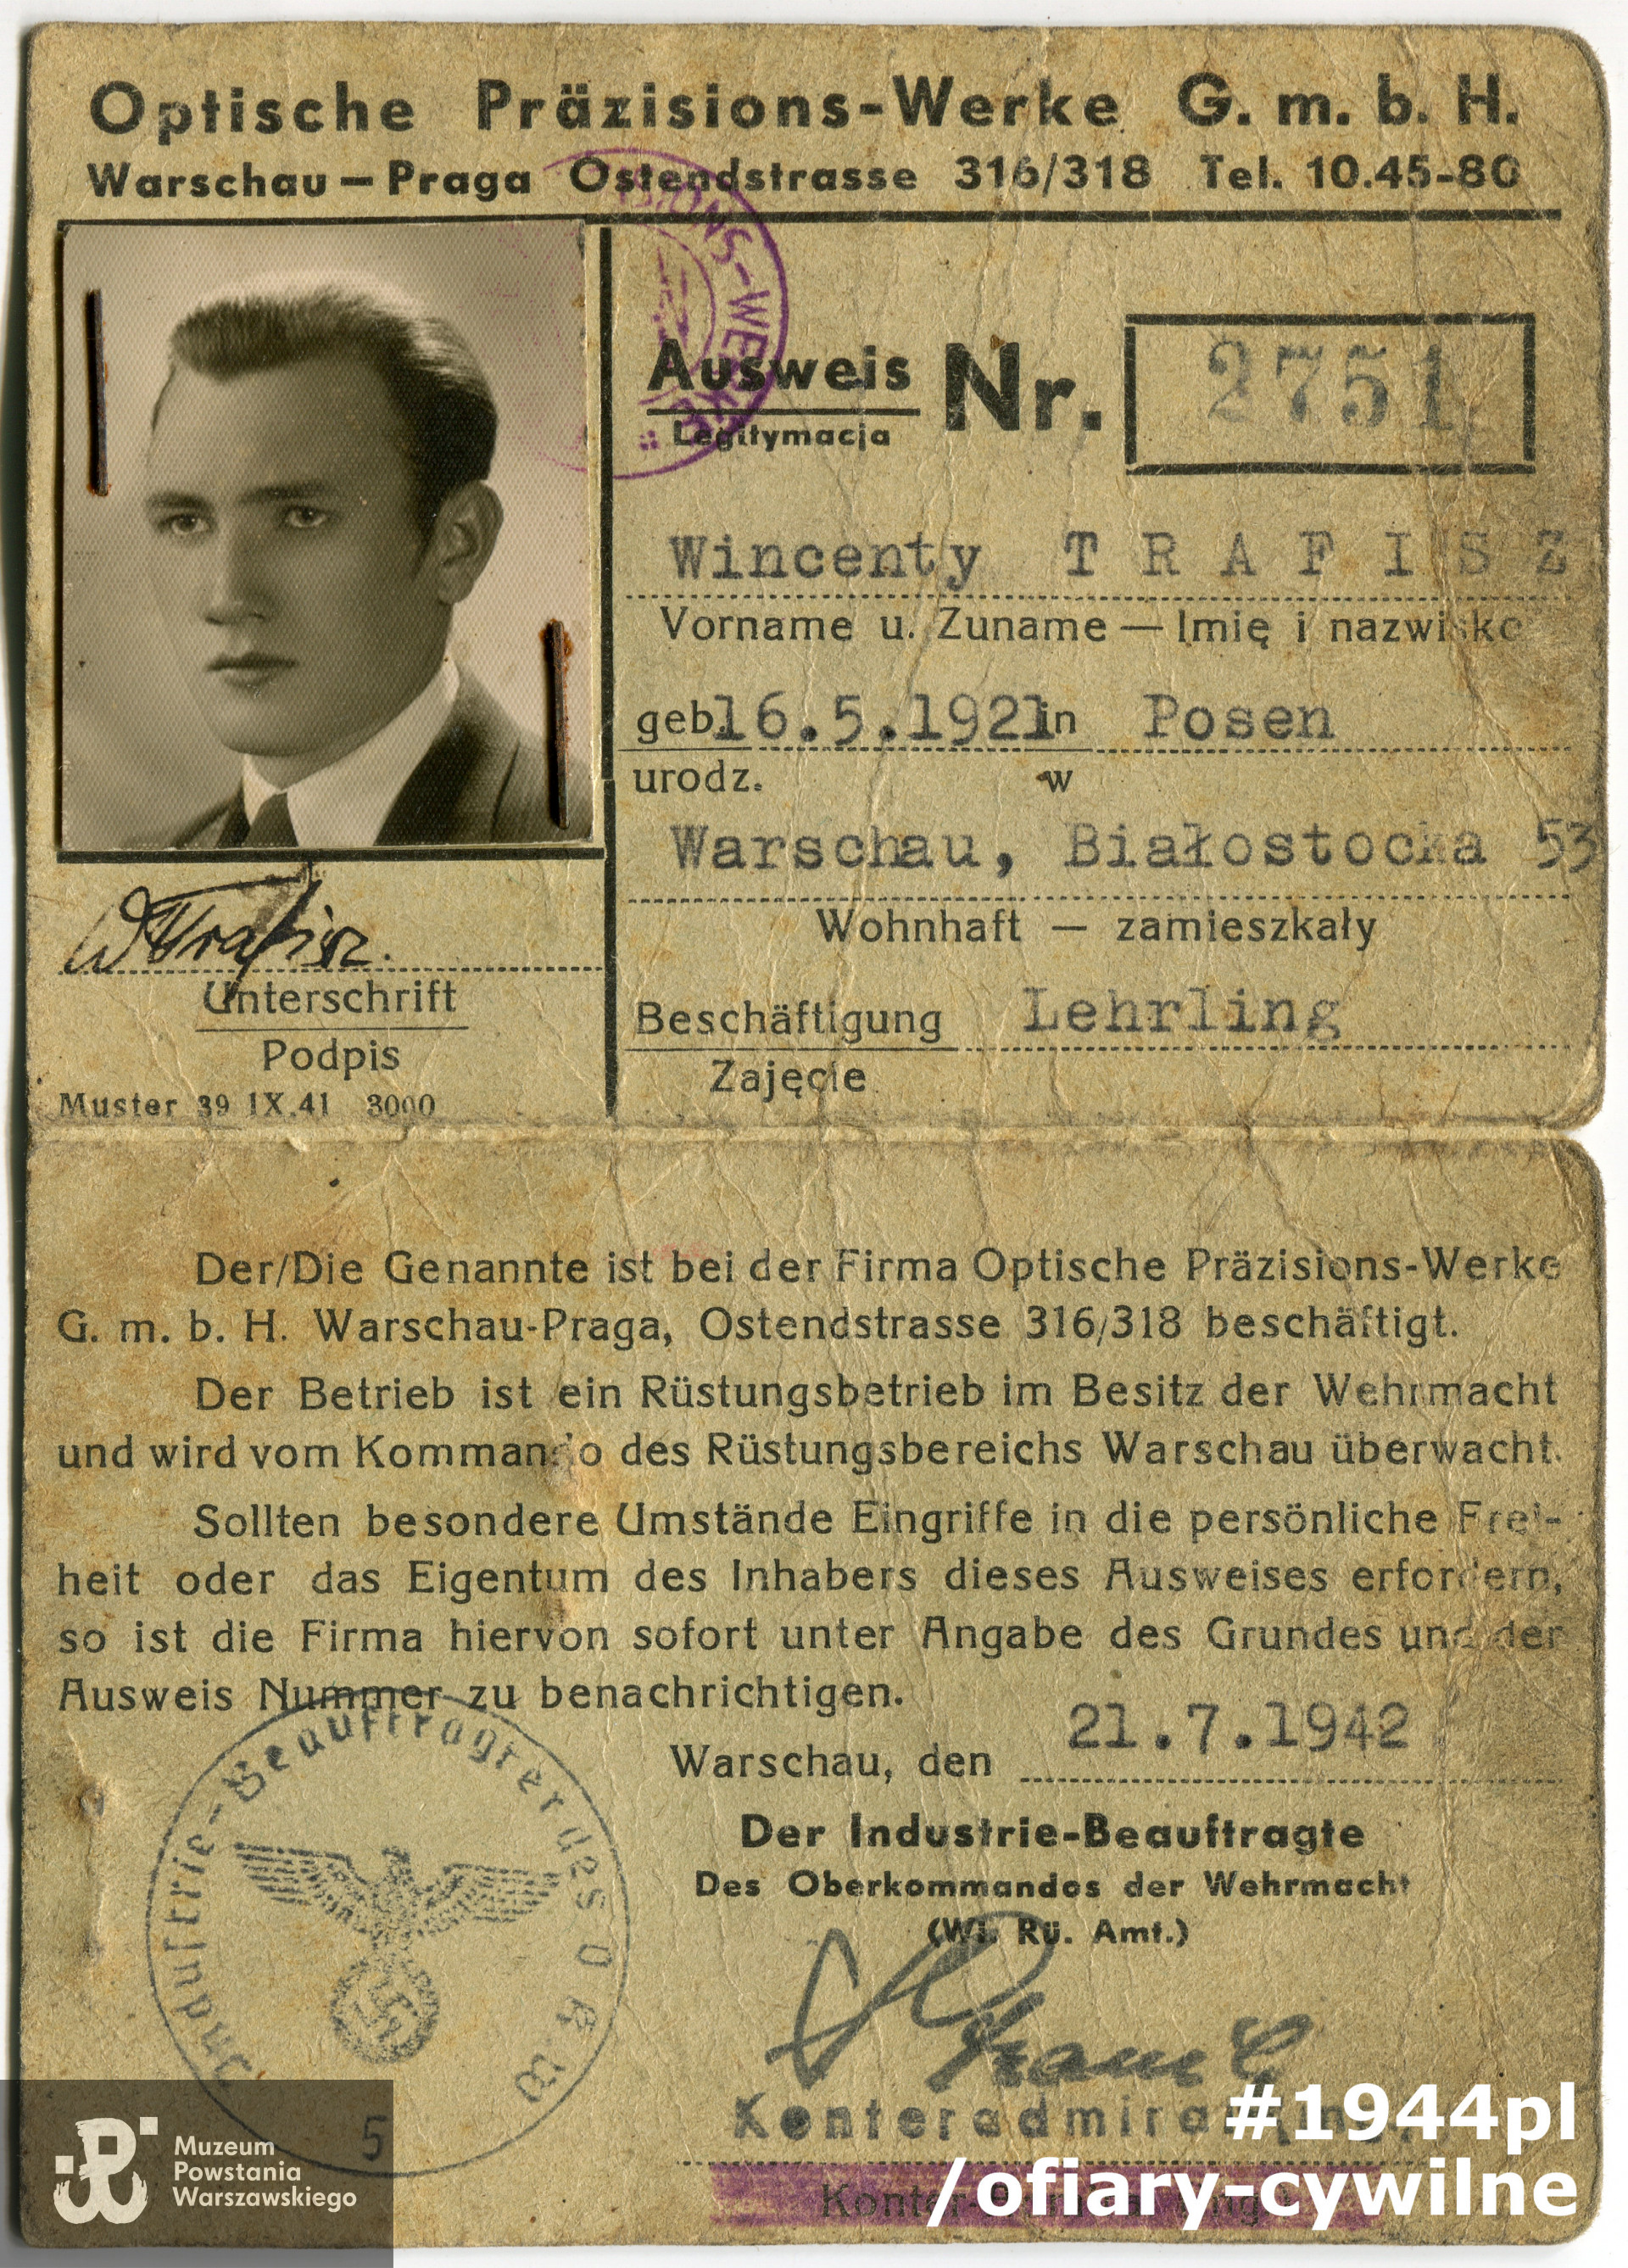 Optische Präzisions-Werke G. m. b. H.
Warschau — Praga Ostendstrasse 316/318 Tel. 10.45-80
IONS-WERKE
Ausweis Nr. 2751
Legitymacja
Wincenty T R A F I S Z
Vorname u. Zuname — Imię i nazwisko
geb. 16.5.1921 in Posen
urodz. w
Warschau, Białostocka 53
Wohnhaft — zamieszkały
Beschäftigung Lehrling
Zajęcie
WTrafisz.
Unterschrift
Podpis
Muster 39 IX.41 3000
Der/Die Genannte ist bei der Firma Optische Präzisions-Werke
G. m. b. H. Warschau-Praga, Ostendstrasse 316/318 beschäftigt.
Der Betrieb ist ein Rüstungsbetrieb im Besitz der Wehrmacht
und wird vom Kommando des Rüstungsbereichs Warschau überwacht.
Sollten besondere Umstände Eingriffe in die persönliche Frei-
heit oder das Eigentum des Inhabers dieses Ausweises erfordern,
so ist die Firma hiervon sofort unter Angabe des Grundes und der
Ausweis Nummer zu benachrichtigen.
Warschau, den 21.7.1942
Der Industrie-Beauftragte
Des Oberkommandos der Wehrmacht
(Wi. Rü. Amt.)
Konteradmiral
Induſtrie-Beauftragter des O K W
5
Muzeum
Powstania
Warszawskiego
#1944pl
/ofiary-cywilne